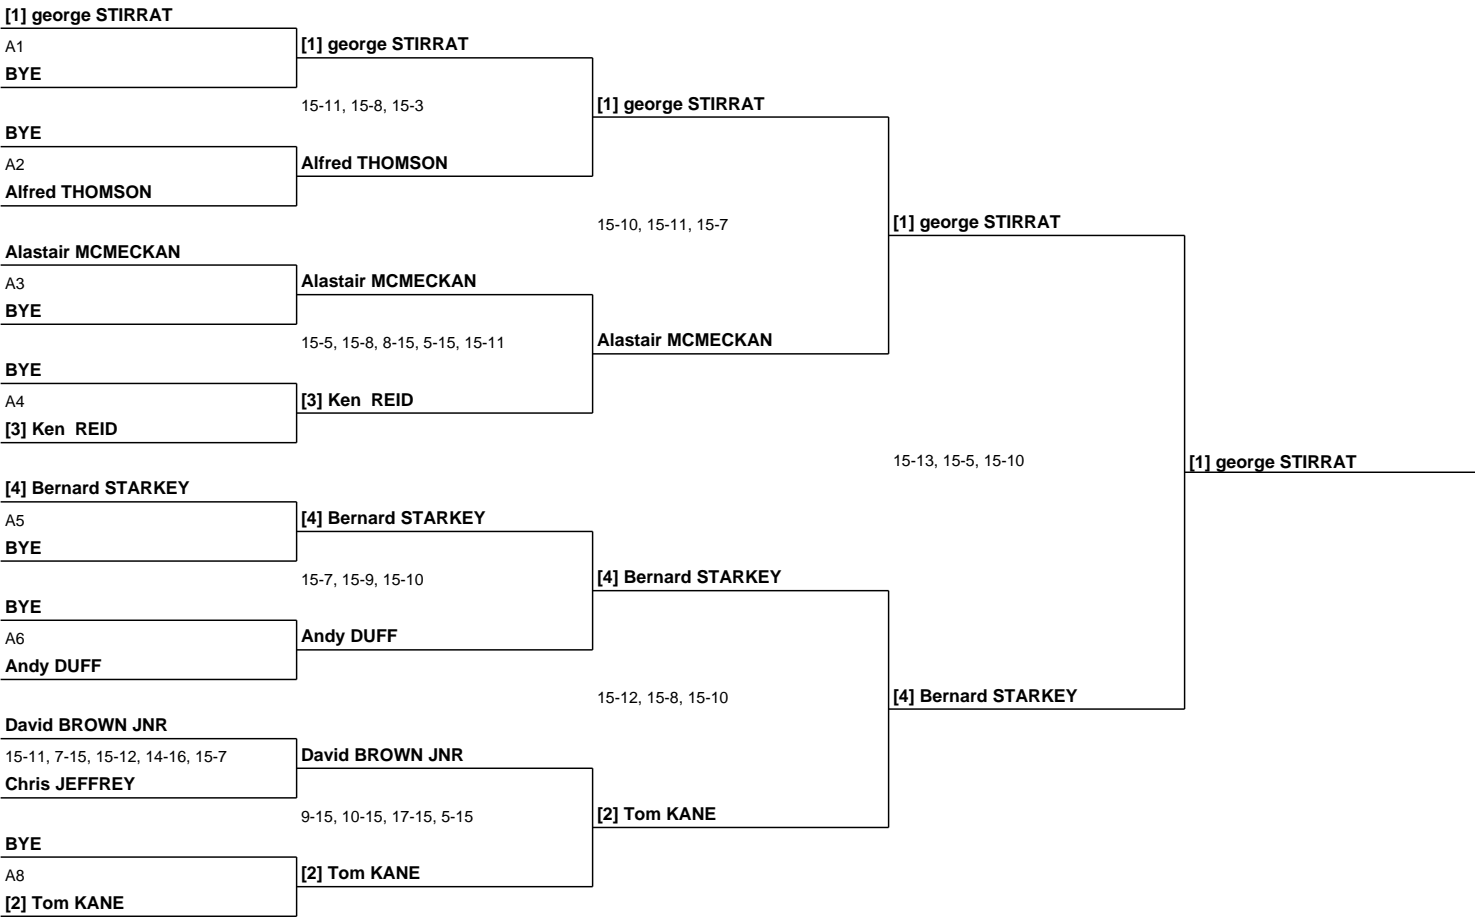 [1] george STIRRAT
A1
BYE
BYE
A2
Alfred THOMSON
Alastair MCMECKAN
A3
BYE
BYE
A4
[3] Ken  REID
[4] Bernard STARKEY
A5
BYE
BYE
A6
Andy DUFF
David BROWN JNR
15-11, 7-15, 15-12, 14-16, 15-7
Chris JEFFREY
BYE
A8
[2] Tom KANE
[1] george STIRRAT
15-11, 15-8, 15-3
Alfred THOMSON
Alastair MCMECKAN
15-5, 15-8, 8-15, 5-15, 15-11
[3] Ken  REID
[4] Bernard STARKEY
15-7, 15-9, 15-10
Andy DUFF
David BROWN JNR
9-15, 10-15, 17-15, 5-15
[2] Tom KANE
[1] george STIRRAT
15-10, 15-11, 15-7
Alastair MCMECKAN
[4] Bernard STARKEY
15-12, 15-8, 15-10
[2] Tom KANE
[1] george STIRRAT
15-13, 15-5, 15-10
[4] Bernard STARKEY
[1] george STIRRAT